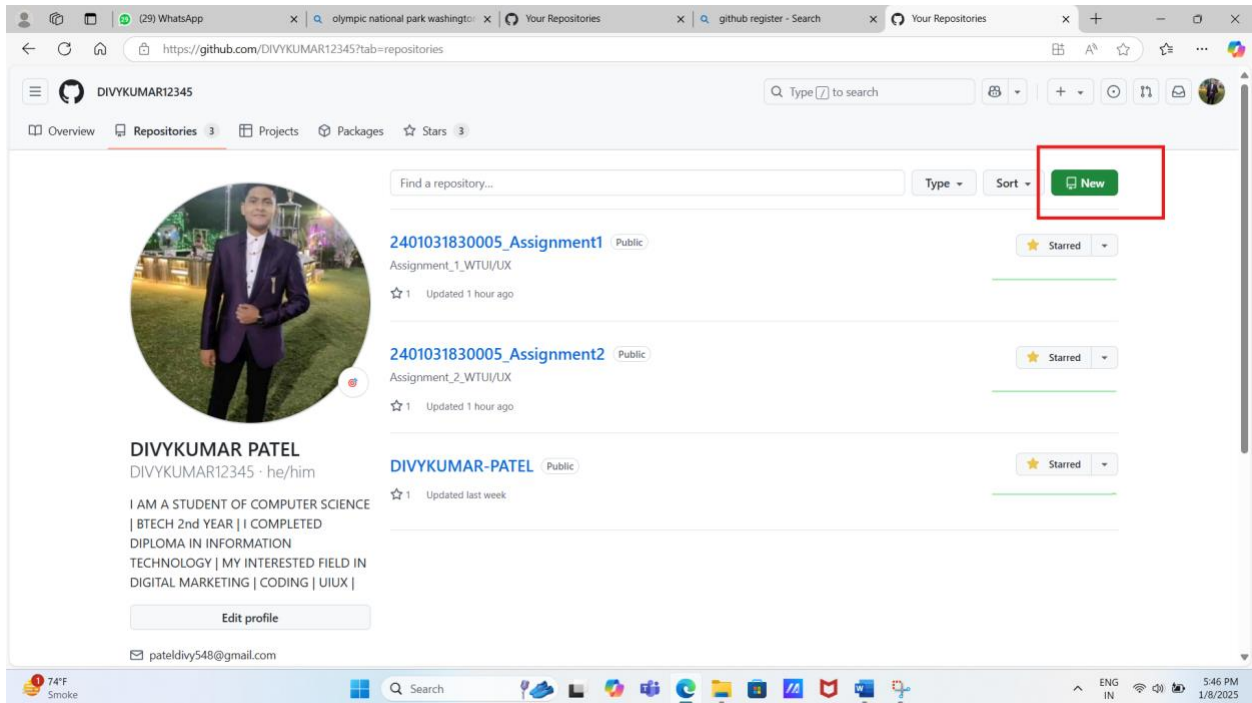 (29) WhatsApp
olympic national park washingto
Your Repositories
github register - Search
Your Repositories
https://github.com/DIVYKUMAR12345?tab=repositories
DIVYKUMAR12345
Type / to search
Overview
Repositories 3
Projects
Packages
Stars 3
Find a repository...
Type
Sort
New
2401031830005_Assignment1 Public
Starred
Assignment_1_WTUI/UX
1 Updated 1 hour ago
2401031830005_Assignment2 Public
Starred
Assignment_2_WTUI/UX
1 Updated 1 hour ago
DIVYKUMAR-PATEL Public
Starred
1 Updated last week
DIVYKUMAR PATEL
DIVYKUMAR12345 · he/him
I AM A STUDENT OF COMPUTER SCIENCE
| BTECH 2nd YEAR | I COMPLETED
DIPLOMA IN INFORMATION
TECHNOLOGY | MY INTERESTED FIELD IN
DIGITAL MARKETING | CODING | UIUX |
Edit profile
pateldivy548@gmail.com
1
74°F
Smoke
Search
ENG
IN
5:46 PM
1/8/2025